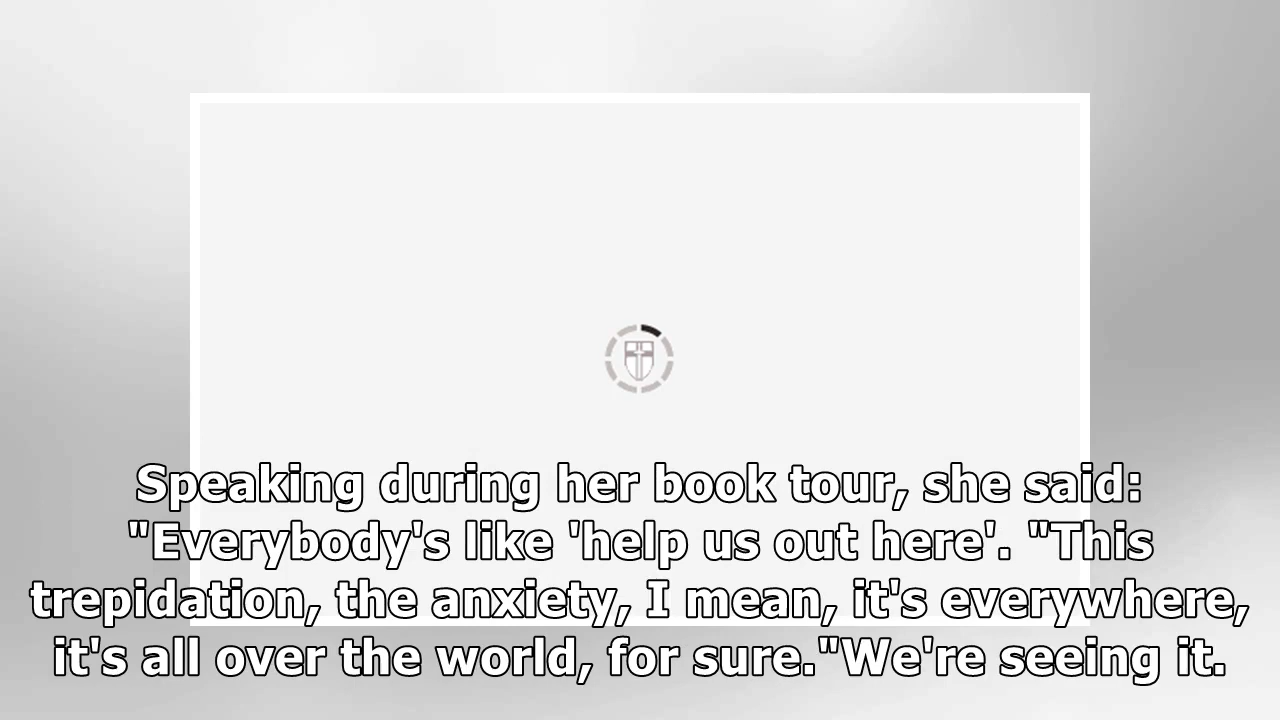 Speaking during her book tour, she said:
"Everybody's like 'help us out here'. "This
trepidation, the anxiety, I mean, it's everywhere,
it's all over the world, for sure."We're seeing it.